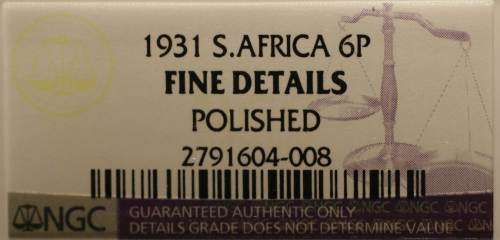 1931 S.AFRICA 6P
FINE DETAILS
POLISHED
2791604-008
NGC GUARANTEED AUTHENTIC ONLY
DETAILS GRADE DOES NOT DETERMINE VALUE